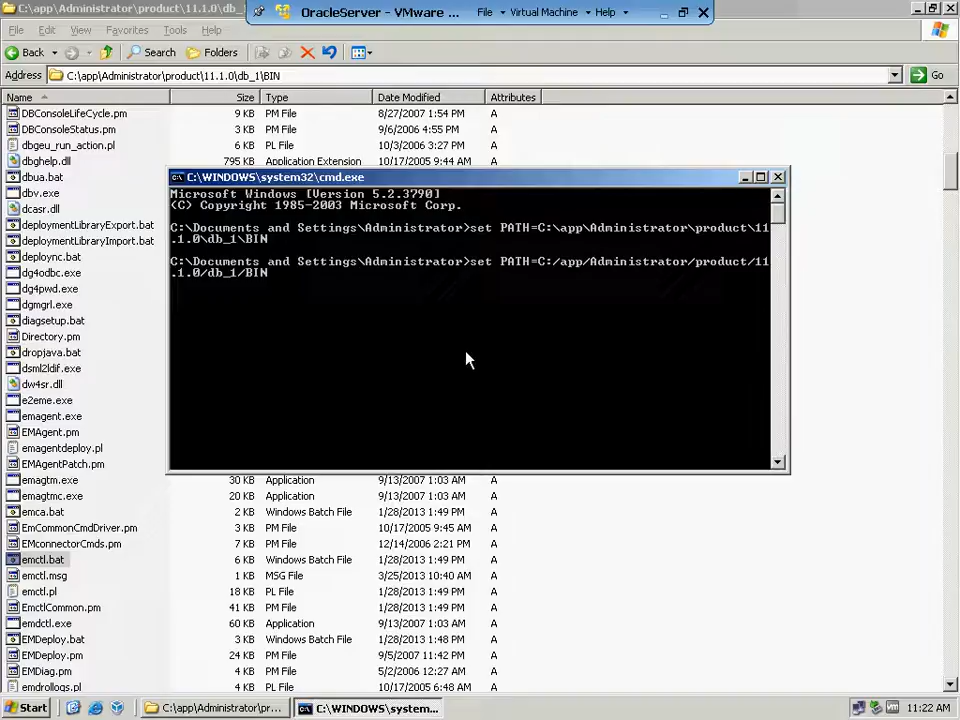 C:\app\Administrator\product\11.1.0\db_1
OracleServer - VMware ...
File
Virtual Machine
Help
File
Edit
View
Favorites
Tools
Help
Back
Search
Folders
Address
C:\app\Administrator\product\11.1.0\db_1\BIN
Go
Name
Size
Type
Date Modified
Attributes
DBConsoleLifeCycle.pm 9 KB PM File 8/27/2007 1:54 PM A
DBConsoleStatus.pm 3 KB PM File 9/6/2006 4:55 PM A
dbgeu_run_action.pl 6 KB PL File 10/3/2006 3:27 PM A
dbghelp.dll 795 KB Application Extension 10/17/2005 9:44 AM A
dbua.bat
dbv.exe
dcasr.dll
deploymentLibraryExport.bat
deploymentLibraryImport.bat
deploync.bat
dg4odbc.exe
dg4pwd.exe
dgmgrl.exe
diagsetup.bat
Directory.pm
dropjava.bat
dsml2ldif.exe
dw4sr.dll
e2eme.exe
emagent.exe
EMAgent.pm
emagentdeploy.pl
EMAgentPatch.pm
C:\WINDOWS\system32\cmd.exe
Microsoft Windows [Version 5.2.3790]
(C) Copyright 1985-2003 Microsoft Corp.
C:\Documents and Settings\Administrator>set PATH=C:\app\Administrator\product\11
.1.0\db_1\BIN
C:\Documents and Settings\Administrator>set PATH=C:/app/Administrator/product/11
.1.0/db_1/BIN
emagtm.exe 30 KB Application 9/13/2007 1:03 AM A
emagtmc.exe 20 KB Application 9/13/2007 1:03 AM A
emca.bat 2 KB Windows Batch File 1/28/2013 1:49 PM A
EmCommonCmdDriver.pm 3 KB PM File 10/17/2005 9:45 AM A
EMconnectorCmds.pm 7 KB PM File 12/14/2006 2:21 PM A
emctl.bat 6 KB Windows Batch File 1/28/2013 1:49 PM A
emctl.msg 1 KB MSG File 3/25/2013 10:40 AM A
emctl.pl 18 KB PL File 1/28/2013 1:49 PM A
EmctlCommon.pm 41 KB PM File 1/28/2013 1:49 PM A
emdctl.exe 60 KB Application 9/13/2007 1:03 AM A
EMDeploy.bat 3 KB Windows Batch File 1/28/2013 1:48 PM A
EMDeploy.pm 24 KB PM File 9/5/2007 11:42 PM A
EMDiag.pm 4 KB PM File 5/2/2006 12:27 AM A
emdrollogs.pl 4 KB PL File 10/17/2005 5:48 AM A
Start
C:\app\Administrator\pr...
C:\WINDOWS\system...
11:22 AM